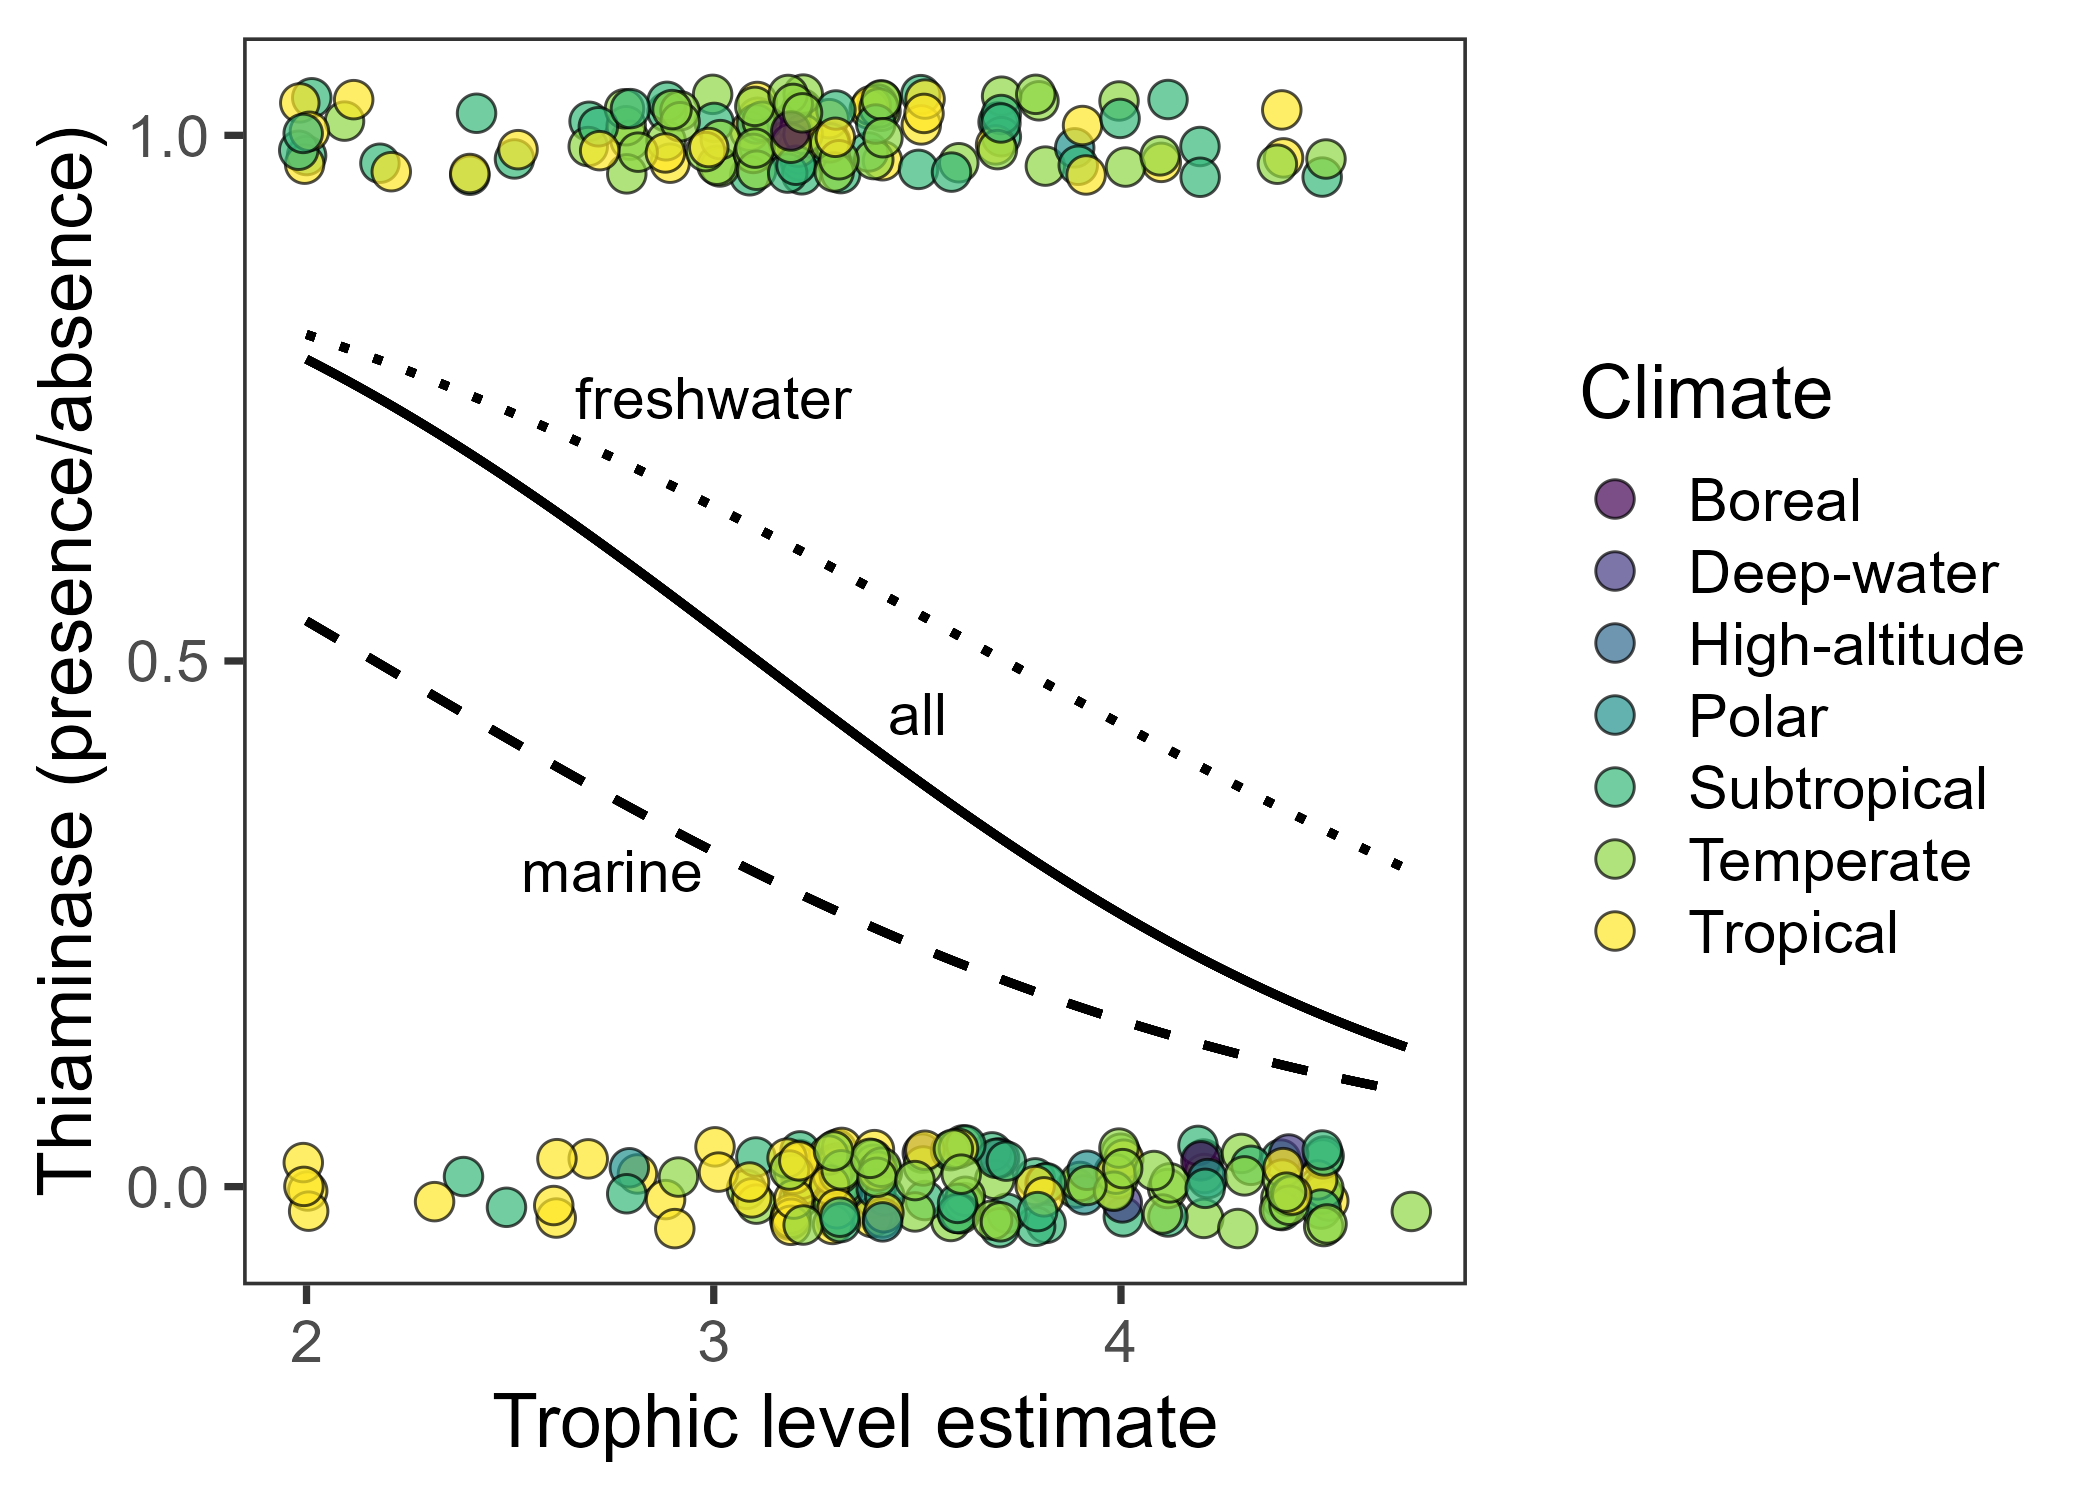 Thiaminase (presence/absence)
1.0
0.5
0.0
freshwater
all
marine
2
3
4
Trophic level estimate
Climate
Boreal
Deep-water
High-altitude
Polar
Subtropical
Temperate
Tropical